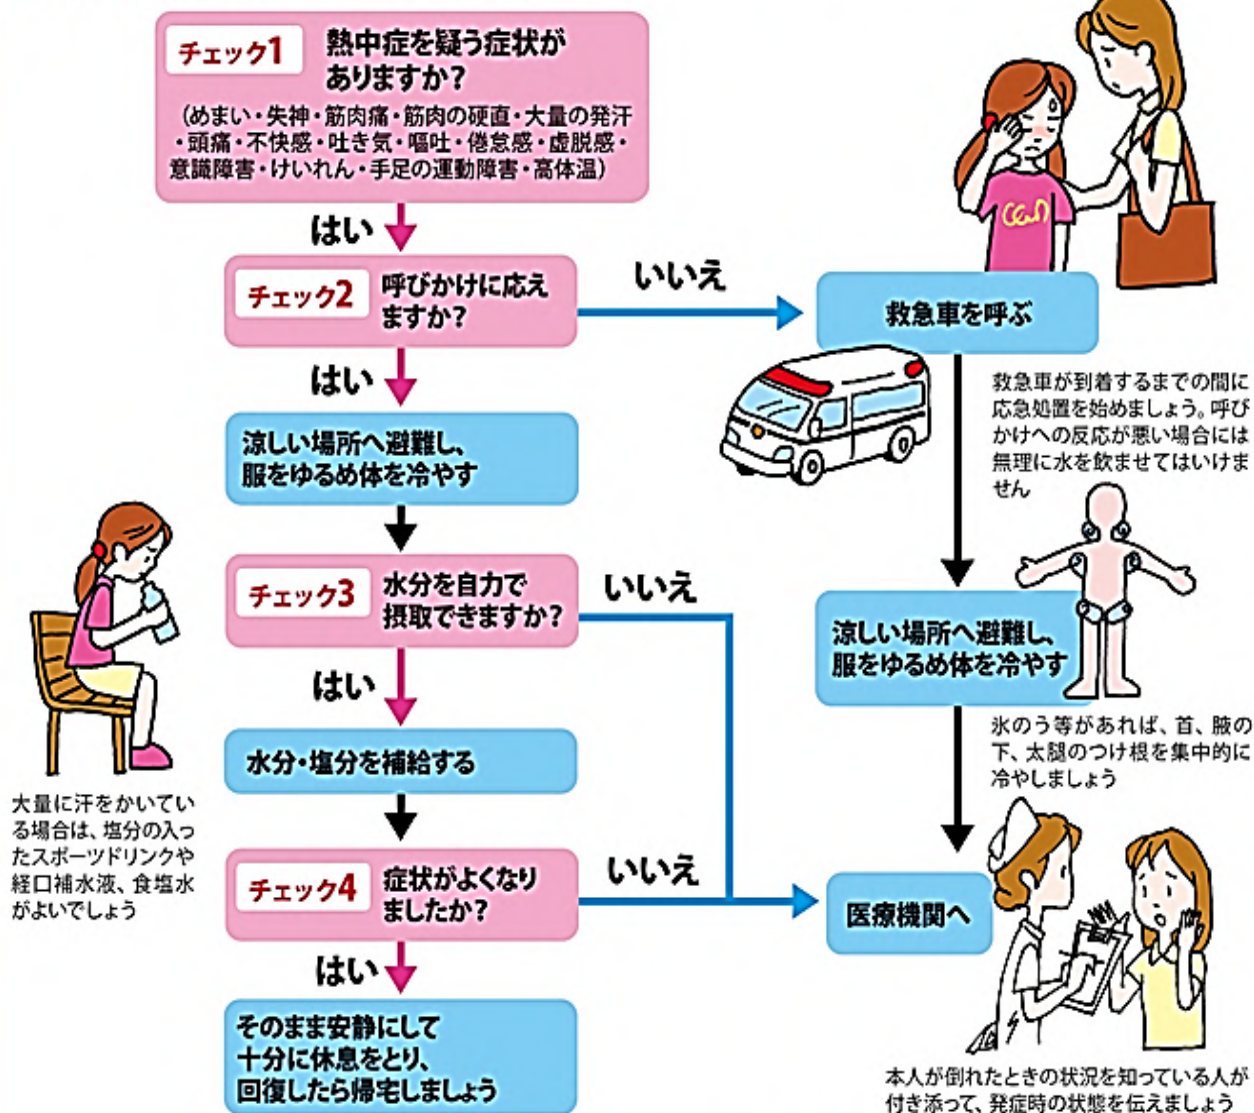 チェック1
熱中症を疑う症状が
ありますか?
(めまい・失神・筋肉痛・筋肉の硬直・大量の発汗
・頭痛・不快感・吐き気・嘔吐・倦怠感・虚脱感・
意識障害・けいれん・手足の運動障害・高体温)
はい
チェック2
呼びかけに応え
ますか?
いいえ
救急車を呼ぶ
救急車が到着するまでの間に
応急処置を始めましょう。呼び
かけへの反応が悪い場合には
無理に水を飲ませてはいけま
せん
はい
涼しい場所へ避難し、
服をゆるめ体を冷やす
チェック3
水分を自力で
摂取できますか?
いいえ
涼しい場所へ避難し、
服をゆるめ体を冷やす
氷のう等があれば、首、腋の
下、太腿のつけ根を集中的に
冷やしましょう
はい
水分・塩分を補給する
大量に汗をかいてい
る場合は、塩分の入っ
たスポーツドリンクや
経口補水液、食塩水
がよいでしょう
チェック4
症状がよくなり
ましたか?
いいえ
医療機関へ
はい
そのまま安静にして
十分に休息をとり、
回復したら帰宅しましょう
本人が倒れたときの状況を知っている人が
付き添って、発症時の状態を伝えましょう